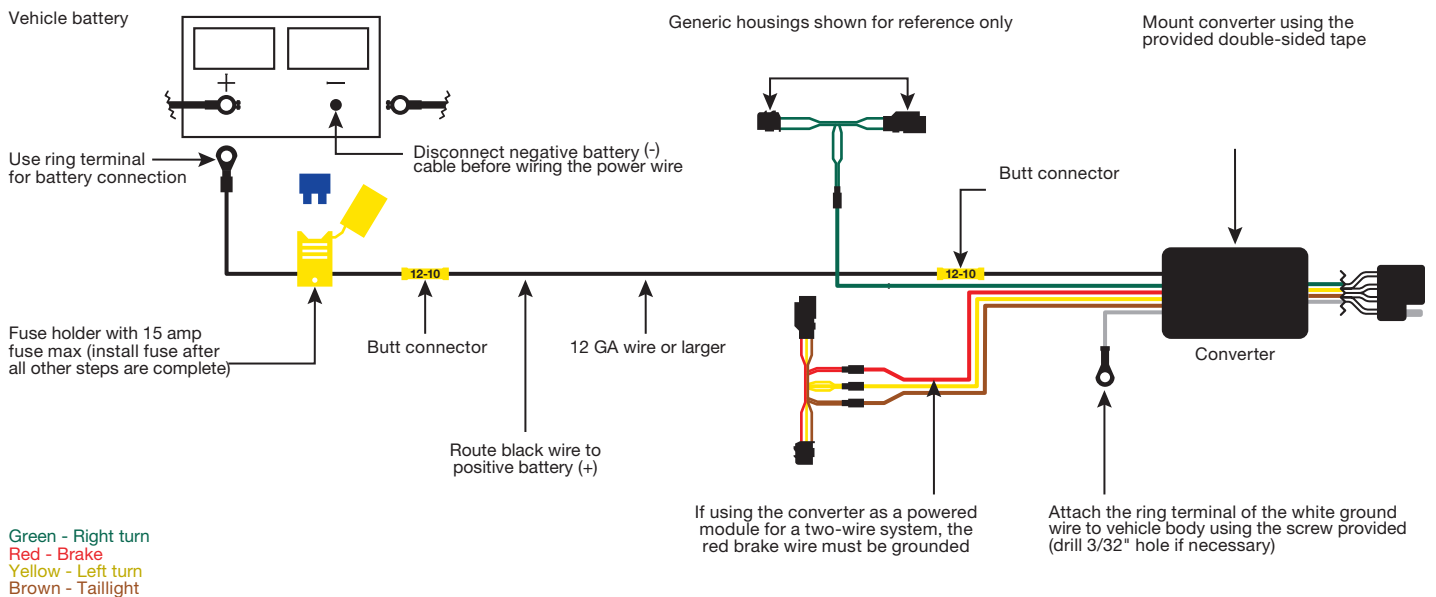 Vehicle battery
Generic housings shown for reference only
Mount converter using the
provided double-sided tape
+
−
Use ring terminal
for battery connection
Disconnect negative battery (-)
cable before wiring the power wire
Butt connector
12-10
12-10
Fuse holder with 15 amp
fuse max (install fuse after
all other steps are complete)
Butt connector
12 GA wire or larger
Converter
Route black wire to
positive battery (+)
If using the converter as a powered
module for a two-wire system, the
red brake wire must be grounded
Attach the ring terminal of the white ground
wire to vehicle body using the screw provided
(drill 3/32" hole if necessary)
Green - Right turn
Red - Brake
Yellow - Left turn
Brown - Taillight